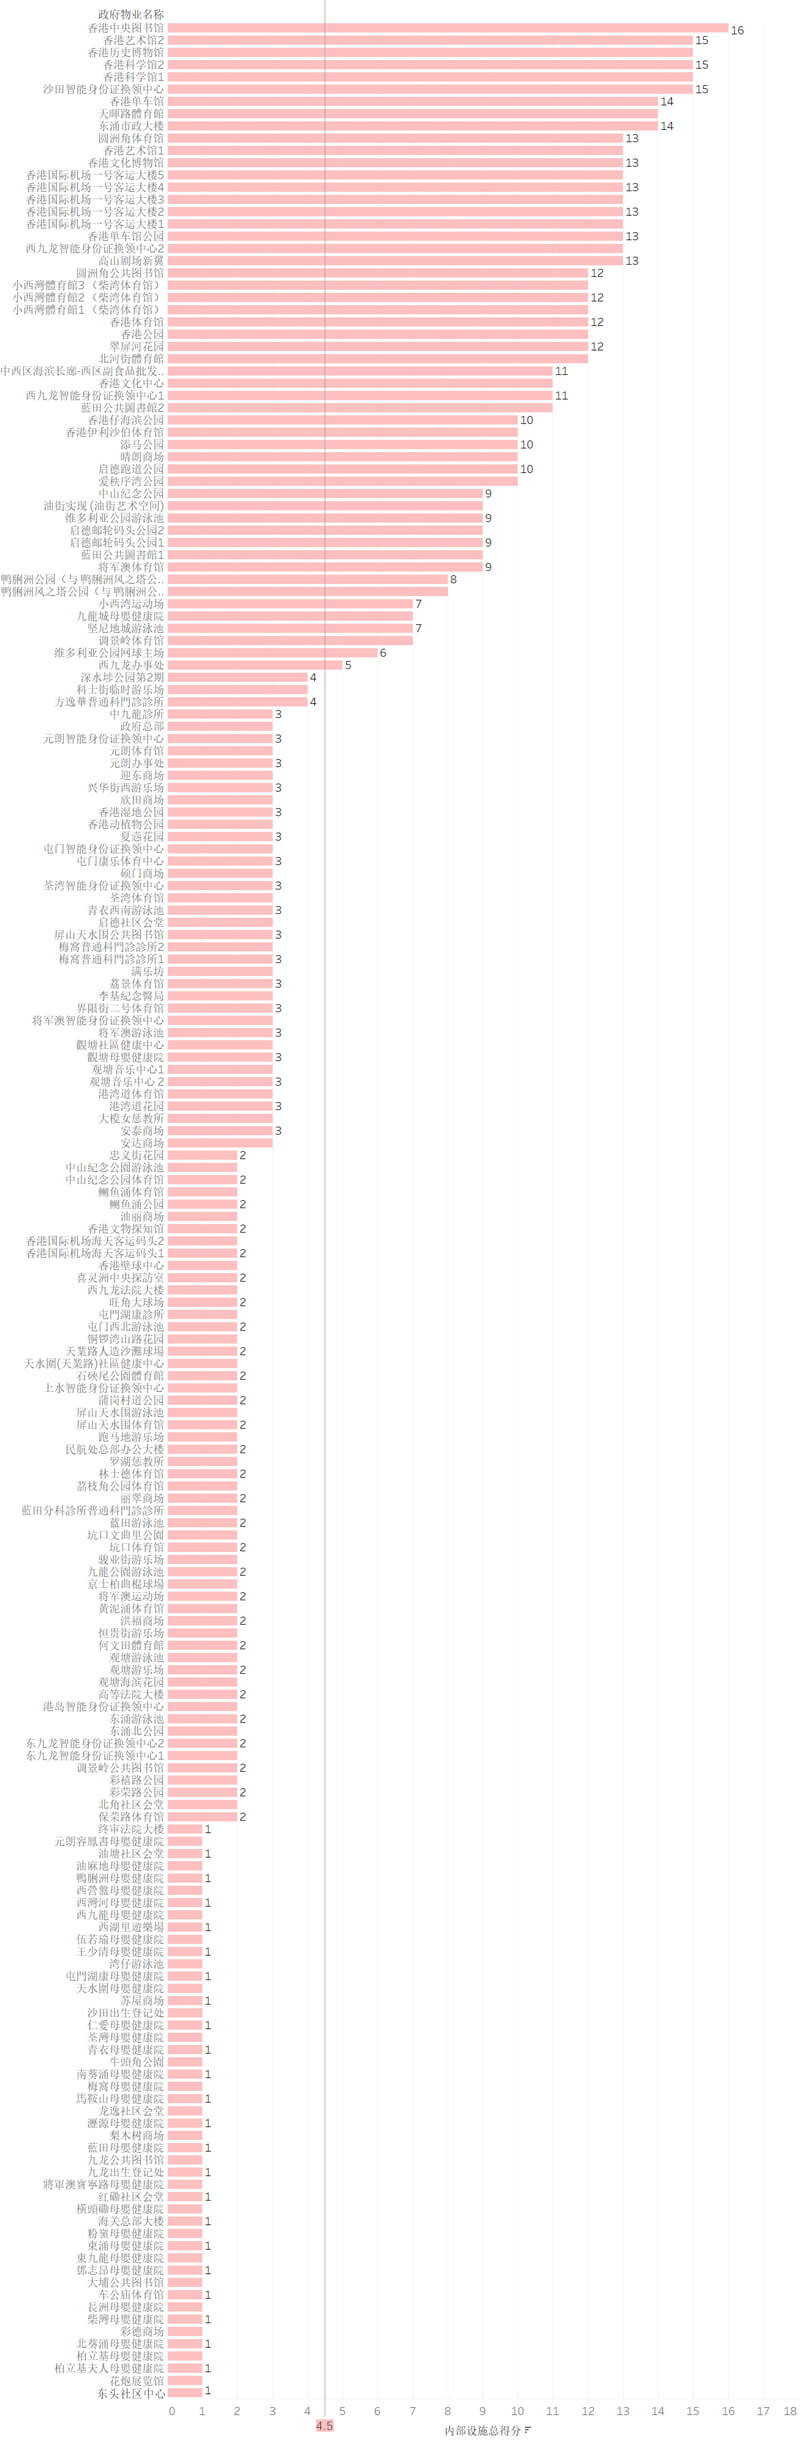 政府物业名称
香港中央图书馆 16
香港艺术馆2 15
香港历史博物馆
香港科学馆2 15
香港科学馆1
沙田智能身份证换领中心 15
香港单车馆 14
天暉路體育館
东涌市政大楼 14
圆洲角体育馆 13
香港艺术馆1
香港文化博物馆 13
香港国际机场一号客运大楼5
香港国际机场一号客运大楼4 13
香港国际机场一号客运大楼3
香港国际机场一号客运大楼2 13
香港国际机场一号客运大楼1
香港单车馆公园 13
西九龙智能身份证换领中心2
高山剧场新翼 13
圆洲角公共图书馆 12
小西灣體育館3（柴湾体育馆）
小西灣體育館2（柴湾体育馆） 12
小西灣體育館1（柴湾体育馆）
香港体育馆 12
香港公园
翠屏河花园 12
北河街體育館
中西区海滨长廊-西区副食品批发.. 11
香港文化中心
西九龙智能身份证换领中心1 11
藍田公共圖書館2
香港仔海滨公园 10
香港伊利沙伯体育馆
添马公园 10
晴朗商场
启德跑道公园 10
爱秩序湾公园
中山纪念公园 9
油街实现 (油街艺术空间)
维多利亚公园游泳池 9
启德邮轮码头公园2
启德邮轮码头公园1 9
藍田公共圖書館1
将军澳体育馆 9
鸭脷洲公园（与 鸭脷洲风之塔公.. 8
鸭脷洲风之塔公园（与 鸭脷洲公..
小西湾运动场 7
九龍城母嬰健康院
坚尼地城游泳池 7
调景岭体育馆
维多利亚公园网球主场 6
西九龙办事处 5
深水埗公园第2期 4
科士街临时游乐场
方逸華普通科門診診所 4
中九龍診所 3
政府总部
元朗智能身份证换领中心 3
元朗体育馆
元朗办事处 3
迎东商场
兴华街西游乐场 3
欣田商场
香港湿地公园 3
香港动植物公园
夏悫花园 3
屯门智能身份证换领中心
屯门康乐体育中心 3
硕门商场
荃湾智能身份证换领中心 3
荃湾体育馆
青衣西南游泳池 3
启德社区会堂
屏山天水围公共图书馆 3
梅窩普通科門診診所2
梅窩普通科門診診所1 3
满乐坊
荔景体育馆 3
李基紀念醫局
界限街二号体育馆 3
将军澳智能身份证换领中心
将军澳游泳池 3
觀塘社區健康中心
觀塘母嬰健康院 3
观塘音乐中心1
观塘音乐中心 2 3
港湾道体育馆
港湾道花园 3
大榄女惩教所
安泰商场 3
安达商场
忠义街花园 2
中山纪念公园游泳池
中山纪念公园体育馆 2
鲗鱼涌体育馆
鲗鱼涌公园 2
油丽商场
香港文物探知馆 2
香港国际机场海天客运码头2
香港国际机场海天客运码头1 2
香港壁球中心
喜灵洲中央探訪室 2
西九龙法院大楼
旺角大球场 2
屯門湖康診所
屯门西北游泳池 2
铜锣湾山路花园
天業路人造沙灘球場 2
天水圍(天業路)社區健康中心
石硤尾公園體育館 2
上水智能身份证换领中心
蒲岗村道公园 2
屏山天水围游泳池
屏山天水围体育馆 2
跑马地游乐场
民航处总部办公大楼 2
罗湖惩教所
林士德体育馆 2
荔枝角公园体育馆
丽翠商场 2
藍田分科診所普通科門診診所
蓝田游泳池 2
坑口文曲里公園
坑口体育馆 2
骏业街游乐场
九龍公園游泳池 2
京士柏曲棍球場
将军澳运动场 2
黄泥涌体育馆
洪福商场 2
恒贵街游乐场
何文田體育館 2
观塘游泳池
观塘游乐场 2
观塘海滨花园
高等法院大楼 2
港岛智能身份证换领中心
东涌游泳池 2
东涌北公园
东九龙智能身份证换领中心2 2
东九龙智能身份证换领中心1
调景岭公共图书馆 2
彩禧路公园
彩荣路公园 2
北角社区会堂
保荣路体育馆 2
终审法院大楼 1
元朗容鳳書母嬰健康院
油塘社区会堂 1
油麻地母嬰健康院
鴨脷洲母嬰健康院 1
西營盤母嬰健康院
西灣河母嬰健康院 1
西九龍母嬰健康院
西湖里遊樂場 1
伍若瑜母嬰健康院
王少清母嬰健康院 1
湾仔游泳池
屯門湖康母嬰健康院 1
天水圍母嬰健康院
苏屋商场 1
沙田出生登记处
仁愛母嬰健康院 1
荃灣母嬰健康院
青衣母嬰健康院 1
牛頭角公園
南葵涌母嬰健康院 1
梅窩母嬰健康院
馬鞍山母嬰健康院 1
龙逸社区会堂
瀝源母嬰健康院 1
梨木树商场
藍田母嬰健康院 1
九龙公共图书馆
九龙出生登记处 1
將軍澳寶寧路母嬰健康院
红磡社区会堂 1
橫頭磡母嬰健康院
海关总部大楼 1
粉嶺母嬰健康院
東涌母嬰健康院 1
東九龍母嬰健康院
鄧志昂母嬰健康院 1
大埔公共图书馆
车公庙体育馆 1
長洲母嬰健康院
柴灣母嬰健康院 1
彩德商场
北葵涌母嬰健康院 1
柏立基母嬰健康院
柏立基夫人母嬰健康院 1
花炮展览馆
东头社区中心 1
0 1 2 3 4 5 6 7 8 9 10 11 12 13 14 15 16 17 18
4.5
内部设施总得分